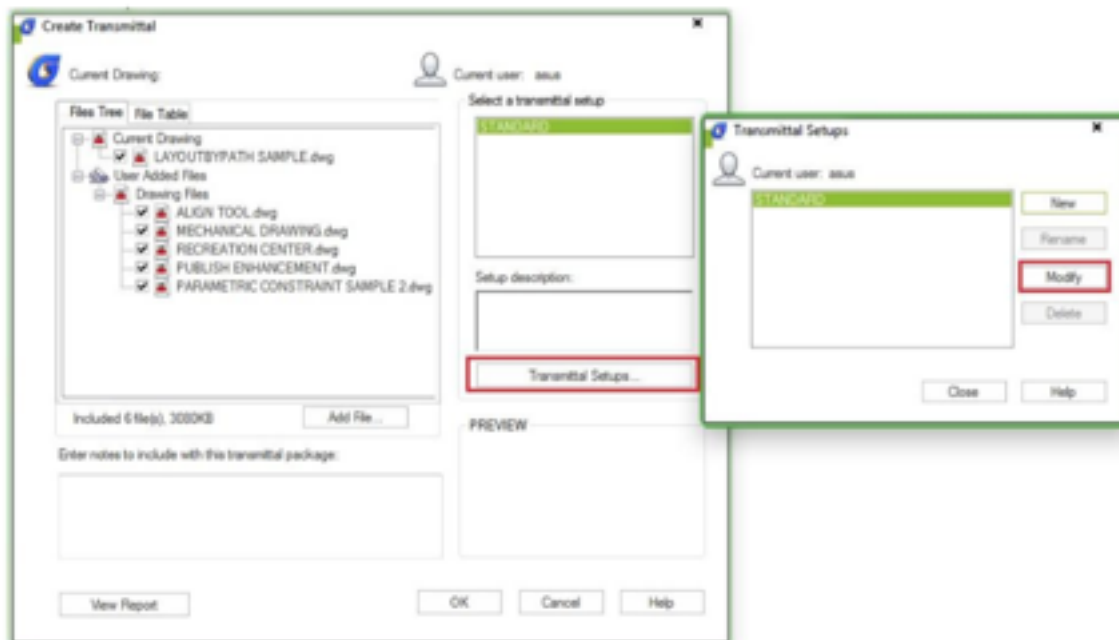 Create Transmittal
Current Drawing:
Current user: asus
Files Tree
File Table
Current Drawing
LAYOUTBYPATH SAMPLE.dwg
User Added Files
Drawing Files
ALIGN TOOL.dwg
MECHANICAL DRAWING.dwg
RECREATION CENTER.dwg
PUBLISH ENHANCEMENT.dwg
PARAMETRIC CONSTRAINT SAMPLE 2.dwg
Included 6 file(s), 3080KB
Add File...
Enter notes to include with this transmittal package:
View Report
Select a transmittal setup
STANDARD
Setup description:
Transmittal Setups...
PREVIEW
OK
Cancel
Help
Transmittal Setups
Current user: asus
STANDARD
New
Rename
Modify
Delete
Close
Help